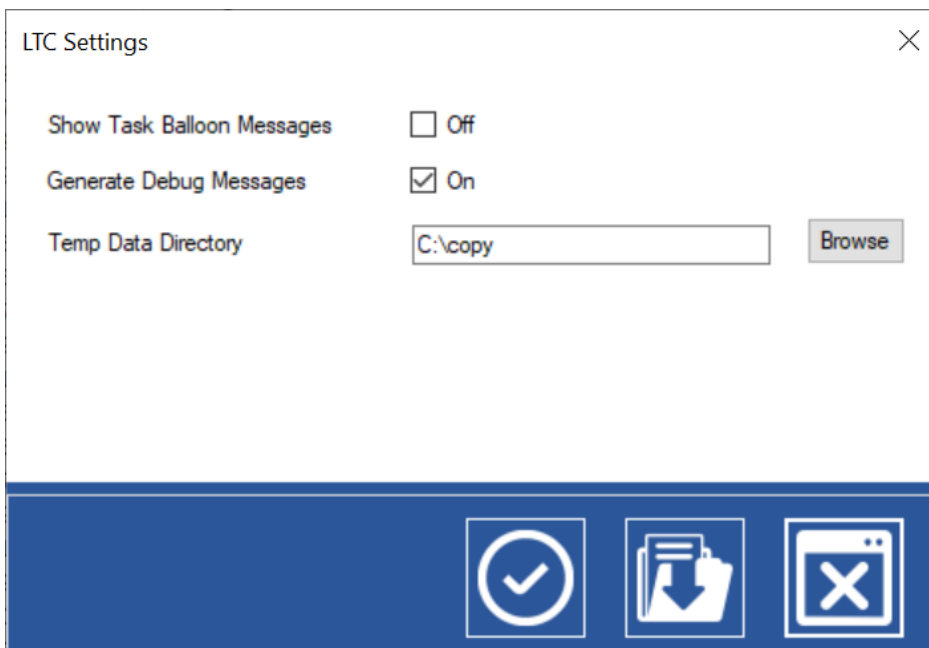 LTC Settings
Show Task Balloon Messages Off
Generate Debug Messages On
Temp Data Directory C:\copy Browse